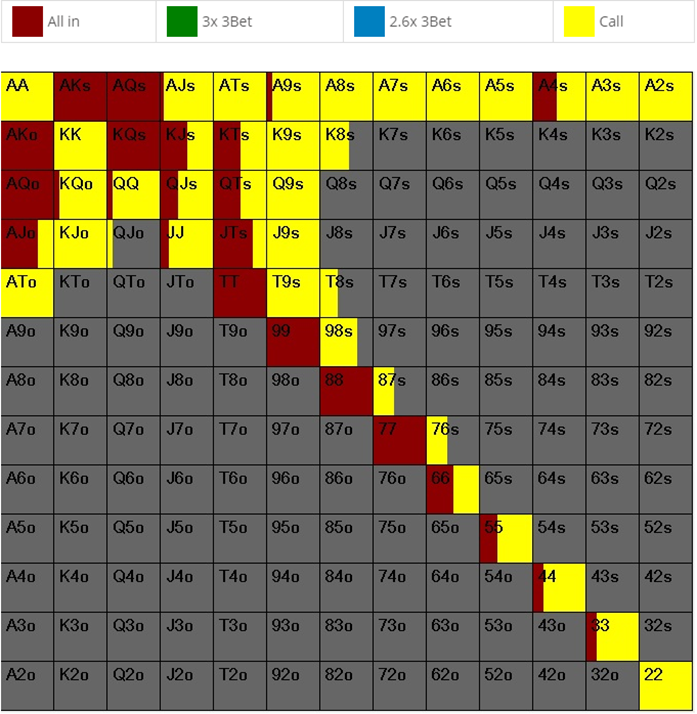 All in 3x 3Bet 2.6x 3Bet Call
AA AKs AQs AJs ATs A9s A8s A7s A6s A5s A4s A3s A2s
AKo KK KQs KJs KTs K9s K8s K7s K6s K5s K4s K3s K2s
AQo KQo QQ QJs QTs Q9s Q8s Q7s Q6s Q5s Q4s Q3s Q2s
AJo KJo QJo JJ JTs J9s J8s J7s J6s J5s J4s J3s J2s
ATo KTo QTo JTo TT T9s T8s T7s T6s T5s T4s T3s T2s
A9o K9o Q9o J9o T9o 99 98s 97s 96s 95s 94s 93s 92s
A8o K8o Q8o J8o T8o 98o 88 87s 86s 85s 84s 83s 82s
A7o K7o Q7o J7o T7o 97o 87o 77 76s 75s 74s 73s 72s
A6o K6o Q6o J6o T6o 96o 86o 76o 66 65s 64s 63s 62s
A5o K5o Q5o J5o T5o 95o 85o 75o 65o 55 54s 53s 52s
A4o K4o Q4o J4o T4o 94o 84o 74o 64o 54o 44 43s 42s
A3o K3o Q3o J3o T3o 93o 83o 73o 63o 53o 43o 33 32s
A2o K2o Q2o J2o T2o 92o 82o 72o 62o 52o 42o 32o 22